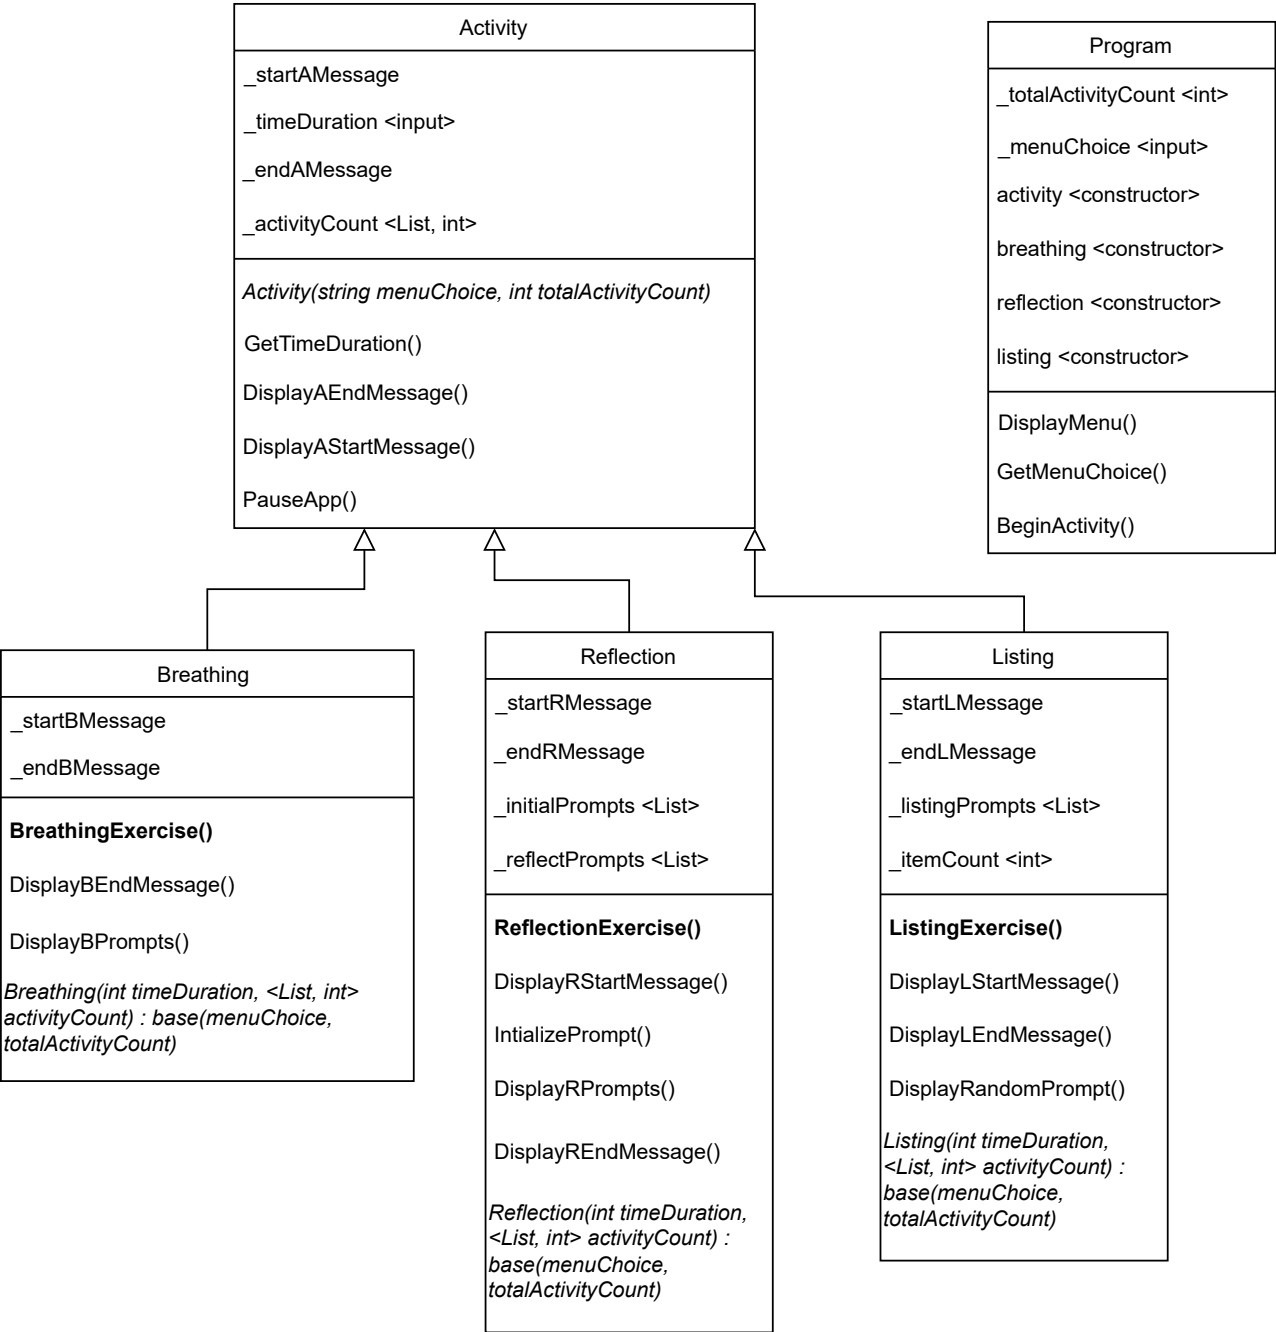 Activity
_startAMessage
_timeDuration <input>
_endAMessage
_activityCount <List, int>
Activity(string menuChoice, int totalActivityCount)
GetTimeDuration()
DisplayAEndMessage()
DisplayAStartMessage()
PauseApp()
Program
_totalActivityCount <int>
_menuChoice <input>
activity <constructor>
breathing <constructor>
reflection <constructor>
listing <constructor>
DisplayMenu()
GetMenuChoice()
BeginActivity()
Breathing
_startBMessage
_endBMessage
BreathingExercise()
DisplayBEndMessage()
DisplayBPrompts()
Breathing(int timeDuration, <List, int>
activityCount) : base(menuChoice,
totalActivityCount)
Reflection
_startRMessage
_endRMessage
_initialPrompts <List>
_reflectPrompts <List>
ReflectionExercise()
DisplayRStartMessage()
IntializePrompt()
DisplayRPrompts()
DisplayREndMessage()
Reflection(int timeDuration,
<List, int> activityCount) :
base(menuChoice,
totalActivityCount)
Listing
_startLMessage
_endLMessage
_listingPrompts <List>
_itemCount <int>
ListingExercise()
DisplayLStartMessage()
DisplayLEndMessage()
DisplayRandomPrompt()
Listing(int timeDuration,
<List, int> activityCount) :
base(menuChoice,
totalActivityCount)